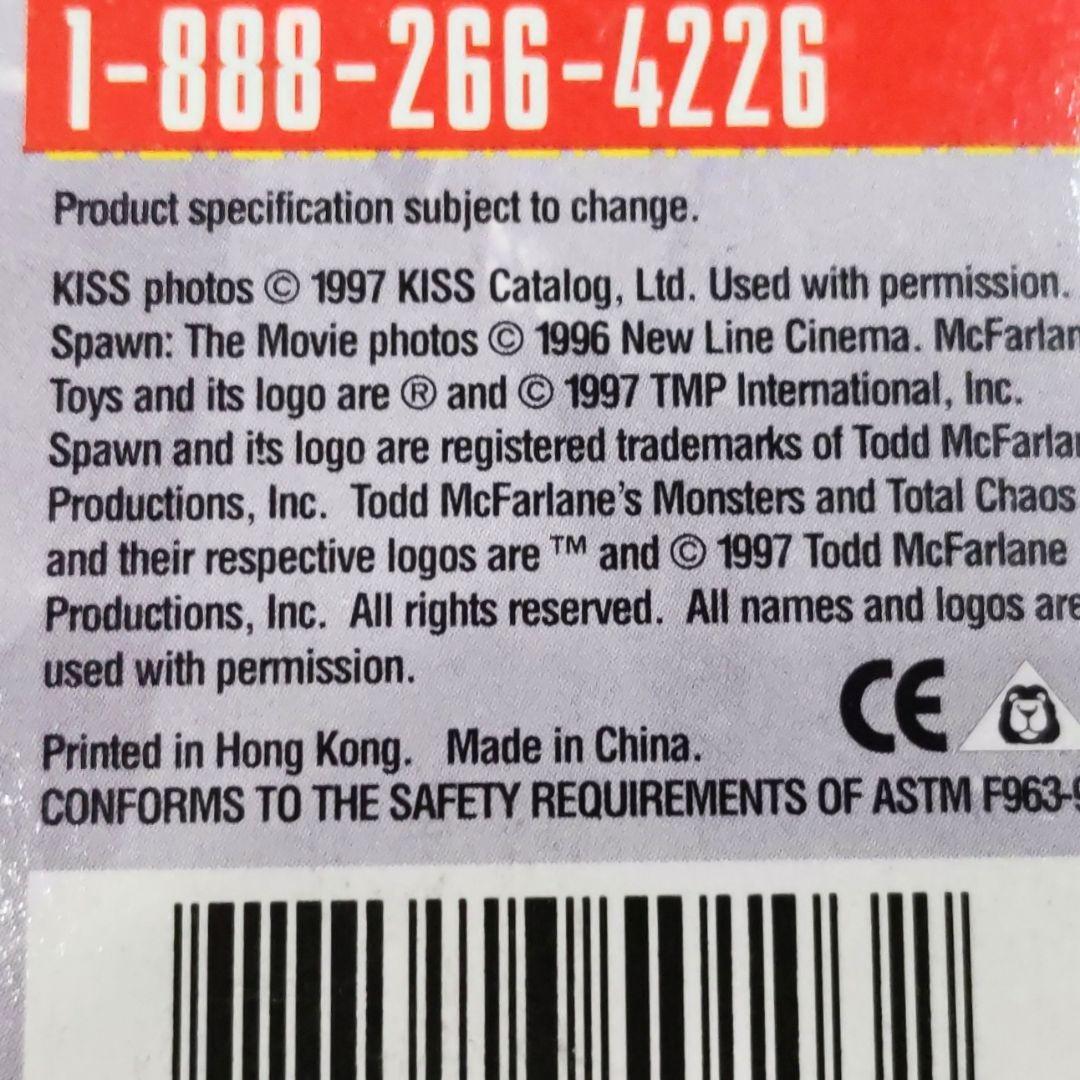 1-888-266-4226
Product specification subject to change.
KISS photos © 1997 KISS Catalog, Ltd. Used with permission.
Spawn: The Movie photos © 1996 New Line Cinema. McFarlan
Toys and its logo are ® and © 1997 TMP International, Inc.
Spawn and its logo are registered trademarks of Todd McFarlan
Productions, Inc. Todd McFarlane's Monsters and Total Chaos
and their respective logos are ™ and © 1997 Todd McFarlane
Productions, Inc. All rights reserved. All names and logos are
used with permission.
CE
Printed in Hong Kong. Made in China.
CONFORMS TO THE SAFETY REQUIREMENTS OF ASTM F963-9